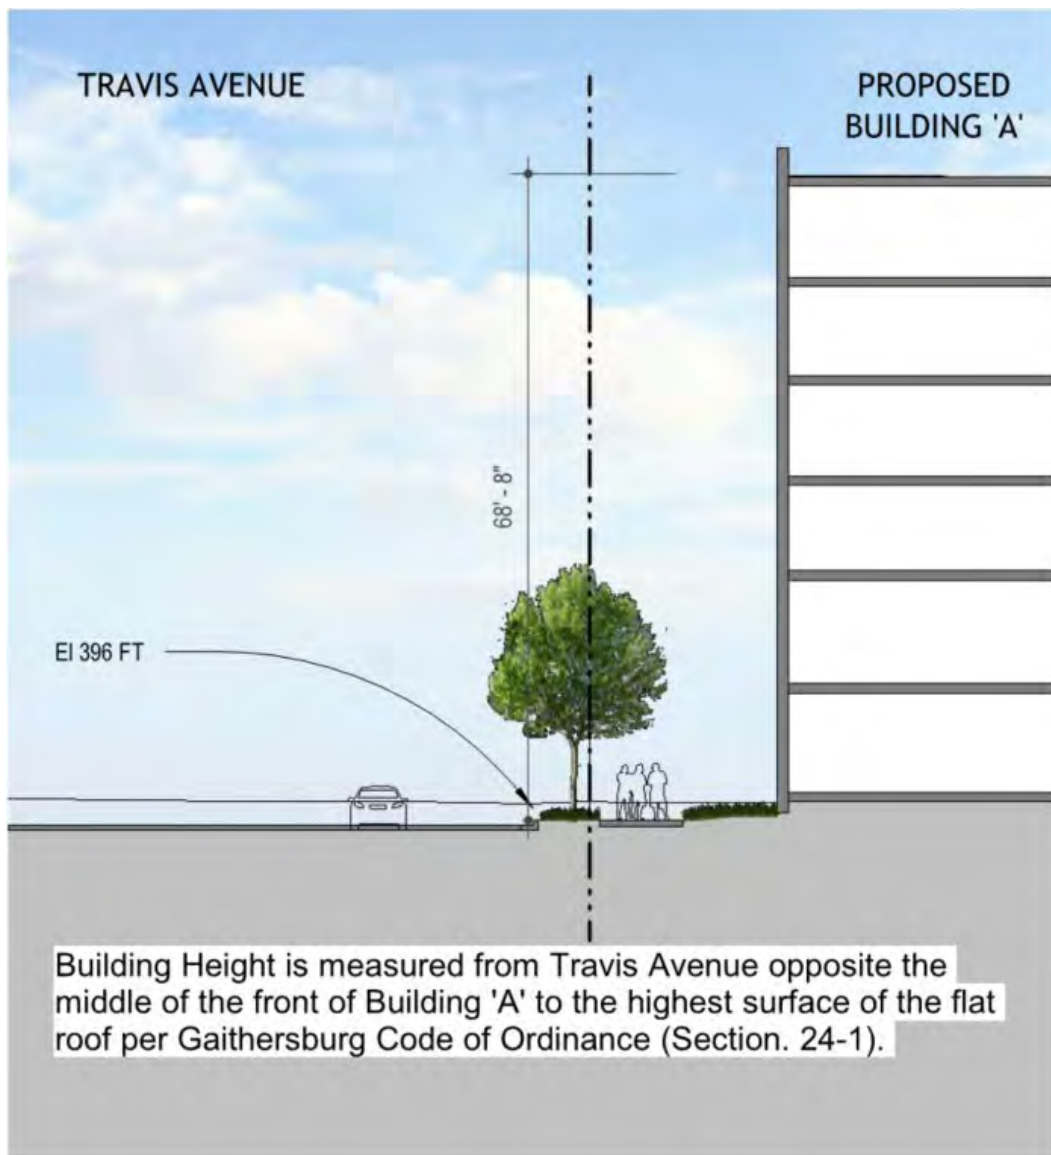 TRAVIS AVENUE
PROPOSED
BUILDING 'A'
68' - 8"
El 396 FT
Building Height is measured from Travis Avenue opposite the
middle of the front of Building 'A' to the highest surface of the flat
roof per Gaithersburg Code of Ordinance (Section. 24-1).